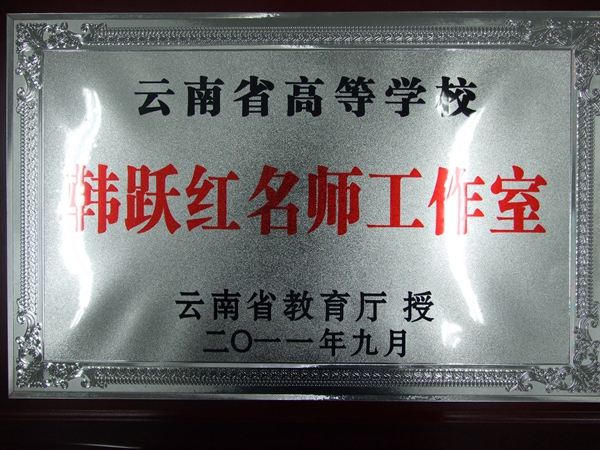 云南省高等学校
韩跃红名师工作室
云南省教育厅 授
二〇一一年九月